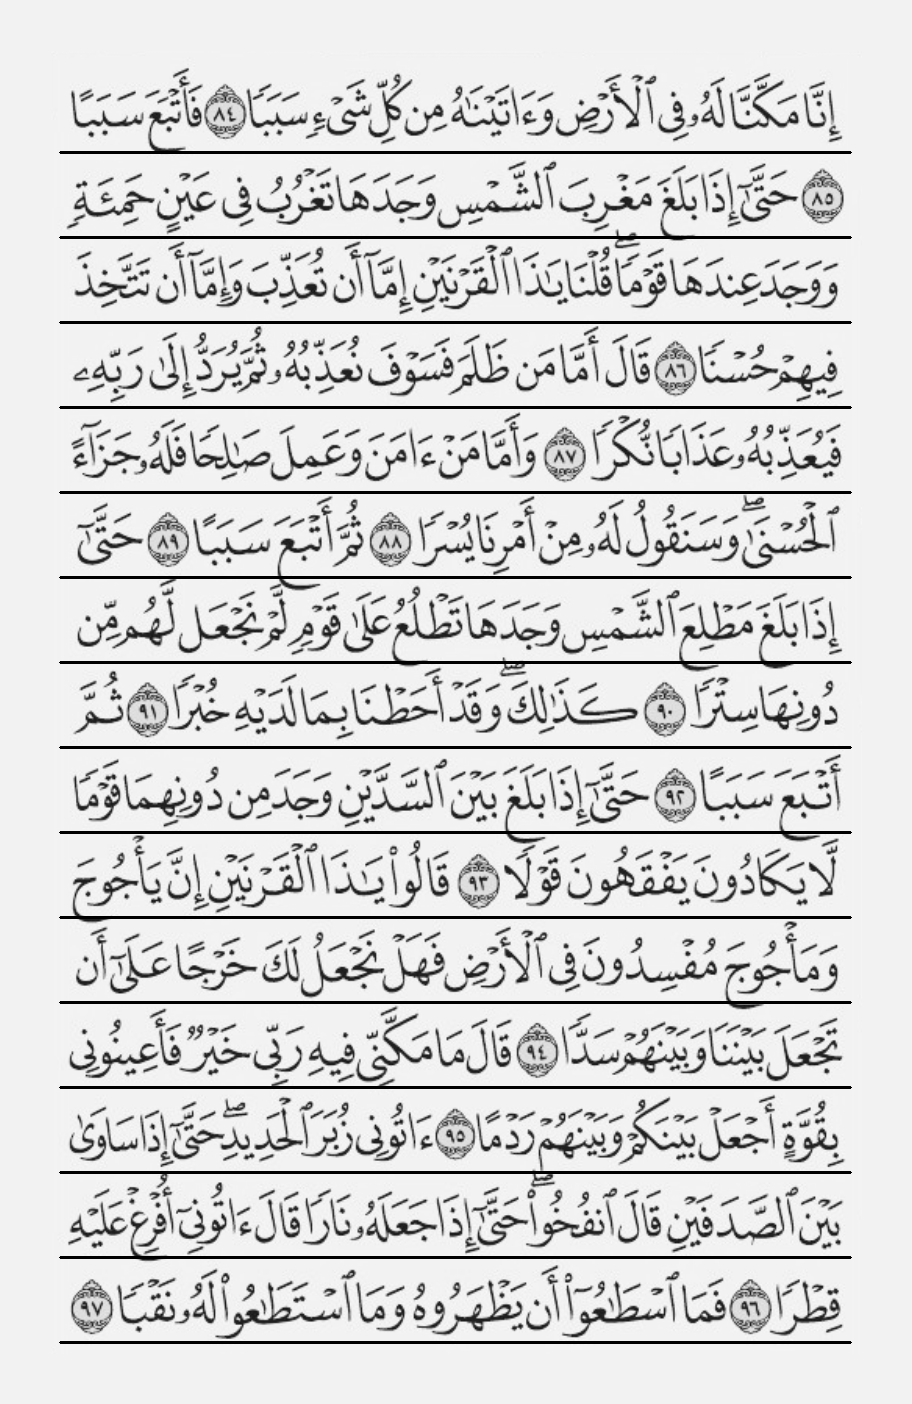 إِنَّا مَكَّنَّا لَهُۥ فِى ٱلْأَرْضِ وَءَاتَيْنَٰهُ مِن كُلِّ شَىْءٍ سَبَبًا ٨٤ فَأَتْبَعَ سَبَبًا
٨٥ حَتَّىٰٓ إِذَا بَلَغَ مَغْرِبَ ٱلشَّمْسِ وَجَدَهَا تَغْرُبُ فِى عَيْنٍ حَمِئَةٍ
وَوَجَدَ عِندَهَا قَوْمًا ۖ قُلْنَا يَٰذَا ٱلْقَرْنَيْنِ إِمَّآ أَن تُعَذِّبَ وَإِمَّآ أَن تَتَّخِذَ
فِيهِمْ حُسْنًا ٨٦ قَالَ أَمَّا مَن ظَلَمَ فَسَوْفَ نُعَذِّبُهُۥ ثُمَّ يُرَدُّ إِلَىٰ رَبِّهِۦ
فَيُعَذِّبُهُۥ عَذَابًا نُّكْرًا ٨٧ وَأَمَّا مَنْ ءَامَنَ وَعَمِلَ صَٰلِحًا فَلَهُۥ جَزَآءً
ٱلْحُسْنَىٰ ۖ وَسَنَقُولُ لَهُۥ مِنْ أَمْرِنَا يُسْرًا ٨٨ ثُمَّ أَتْبَعَ سَبَبًا ٨٩ حَتَّىٰٓ
إِذَا بَلَغَ مَطْلِعَ ٱلشَّمْسِ وَجَدَهَا تَطْلُعُ عَلَىٰ قَوْمٍ لَّمْ نَجْعَل لَّهُم مِّن
دُونِهَا سِتْرًا ٩٠ كَذَٰلِكَ ۖ وَقَدْ أَحَطْنَا بِمَا لَدَيْهِ خُبْرًا ٩١ ثُمَّ
أَتْبَعَ سَبَبًا ٩٢ حَتَّىٰٓ إِذَا بَلَغَ بَيْنَ ٱلسَّدَّيْنِ وَجَدَ مِن دُونِهِمَا قَوْمًا
لَّا يَكَادُونَ يَفْقَهُونَ قَوْلًا ٩٣ قَالُوا۟ يَٰذَا ٱلْقَرْنَيْنِ إِنَّ يَأْجُوجَ
وَمَأْجُوجَ مُفْسِدُونَ فِى ٱلْأَرْضِ فَهَلْ نَجْعَلُ لَكَ خَرْجًا عَلَىٰٓ أَن
تَجْعَلَ بَيْنَنَا وَبَيْنَهُمْ سَدًّا ٩٤ قَالَ مَا مَكَّنِّى فِيهِ رَبِّى خَيْرٌ فَأَعِينُونِى
بِقُوَّةٍ أَجْعَلْ بَيْنَكُمْ وَبَيْنَهُمْ رَدْمًا ٩٥ ءَاتُونِى زُبَرَ ٱلْحَدِيدِ ۖ حَتَّىٰٓ إِذَا سَاوَىٰ
بَيْنَ ٱلصَّدَفَيْنِ قَالَ ٱنفُخُوا۟ ۖ حَتَّىٰٓ إِذَا جَعَلَهُۥ نَارًا قَالَ ءَاتُونِىٓ أُفْرِغْ عَلَيْهِ
قِطْرًا ٩٦ فَمَا ٱسْطَٰعُوٓا۟ أَن يَظْهَرُوهُ وَمَا ٱسْتَطَٰعُوا۟ لَهُۥ نَقْبًا ٩٧